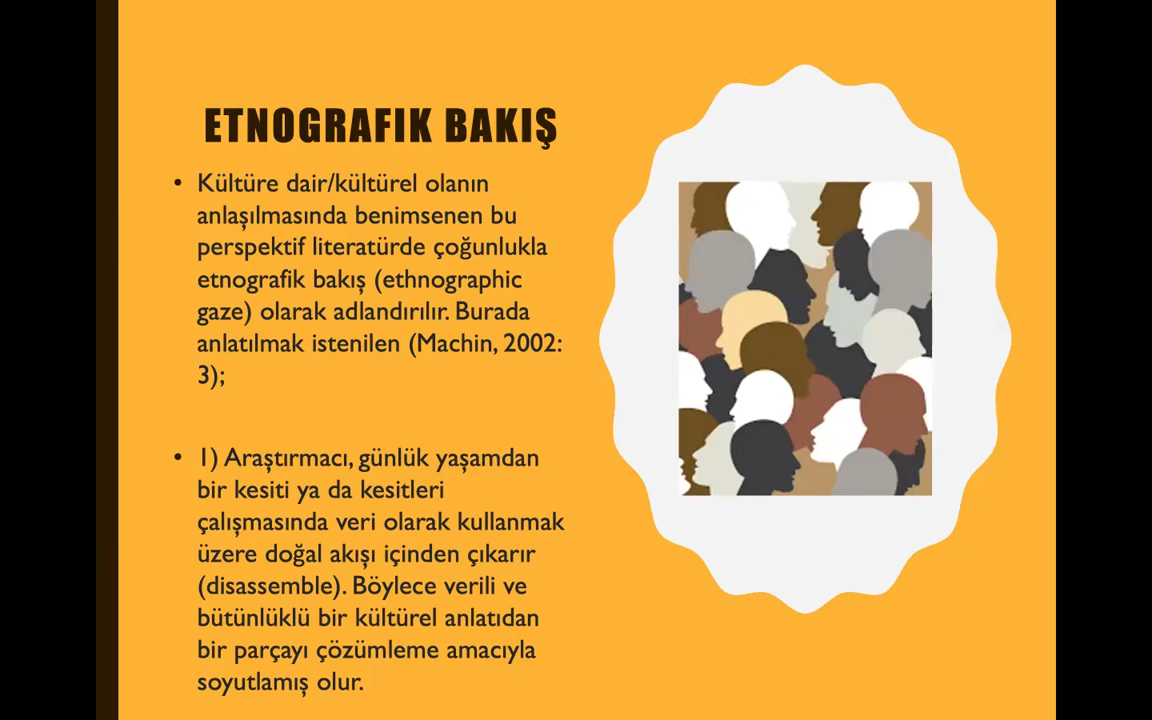 ETNOGRAFIK BAKIŞ
• Kültüre dair/kültürel olanın
anlaşılmasında benimsenen bu
perspektif literatürde çoğunlukla
etnografik bakış (ethnographic
gaze) olarak adlandırılır. Burada
anlatılmak istenilen (Machin, 2002:
3);
• 1) Araştırmacı, günlük yaşamdan
bir kesiti ya da kesitleri
çalışmasında veri olarak kullanmak
üzere doğal akışı içinden çıkarır
(disassemble). Böylece verili ve
bütünlüklü bir kültürel anlatıdan
bir parçayı çözümleme amacıyla
soyutlamış olur.